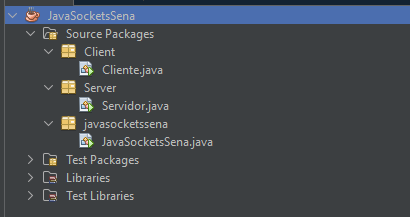 JavaSocketsSena
Source Packages
Client
Cliente.java
Server
Servidor.java
javasocketssena
JavaSocketsSena.java
Test Packages
Libraries
Test Libraries